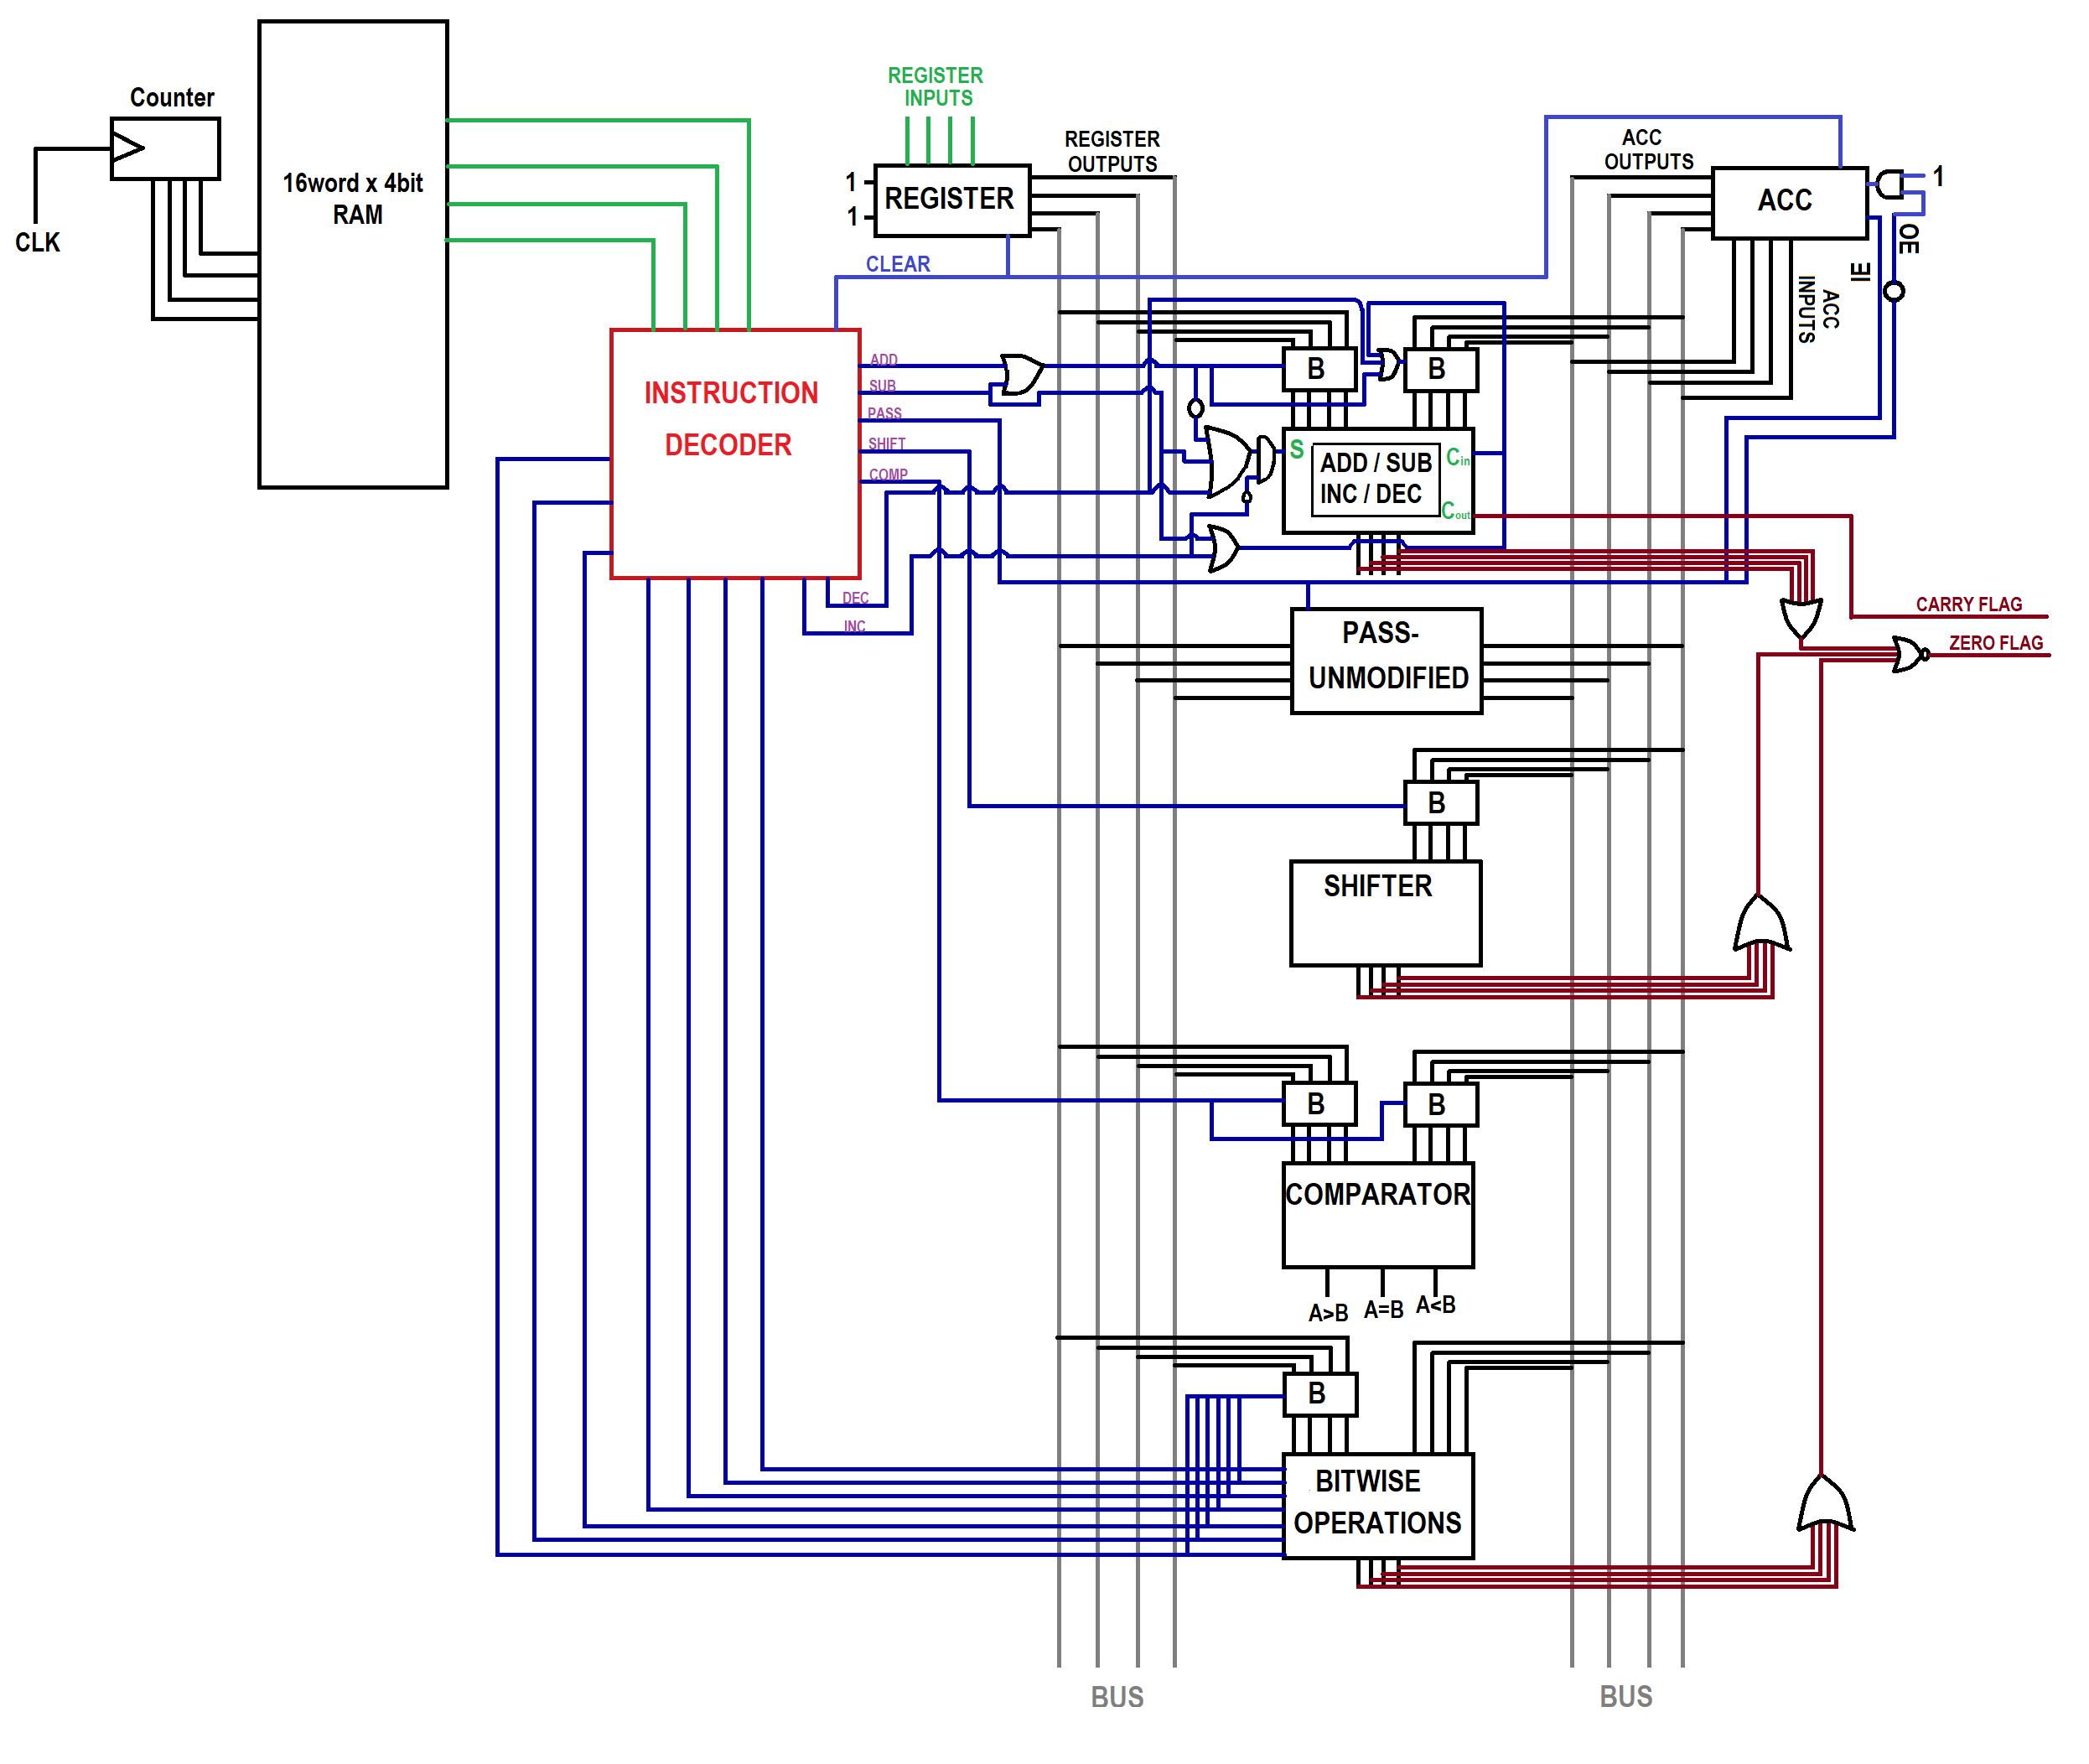 Counter
CLK
16word x 4bit
RAM
REGISTER
INPUTS
1
1
REGISTER
REGISTER
OUTPUTS
CLEAR
ACC
OUTPUTS
ACC
1
OE
IE
ACC
INPUTS
INSTRUCTION
DECODER
ADD
SUB
PASS
SHIFT
COMP
DEC
INC
B
B
S
ADD / SUB
INC / DEC
Cin
Cout
CARRY FLAG
ZERO FLAG
PASS-
UNMODIFIED
B
SHIFTER
B
B
COMPARATOR
A>B
A=B
A<B
B
BITWISE
OPERATIONS
BUS
BUS